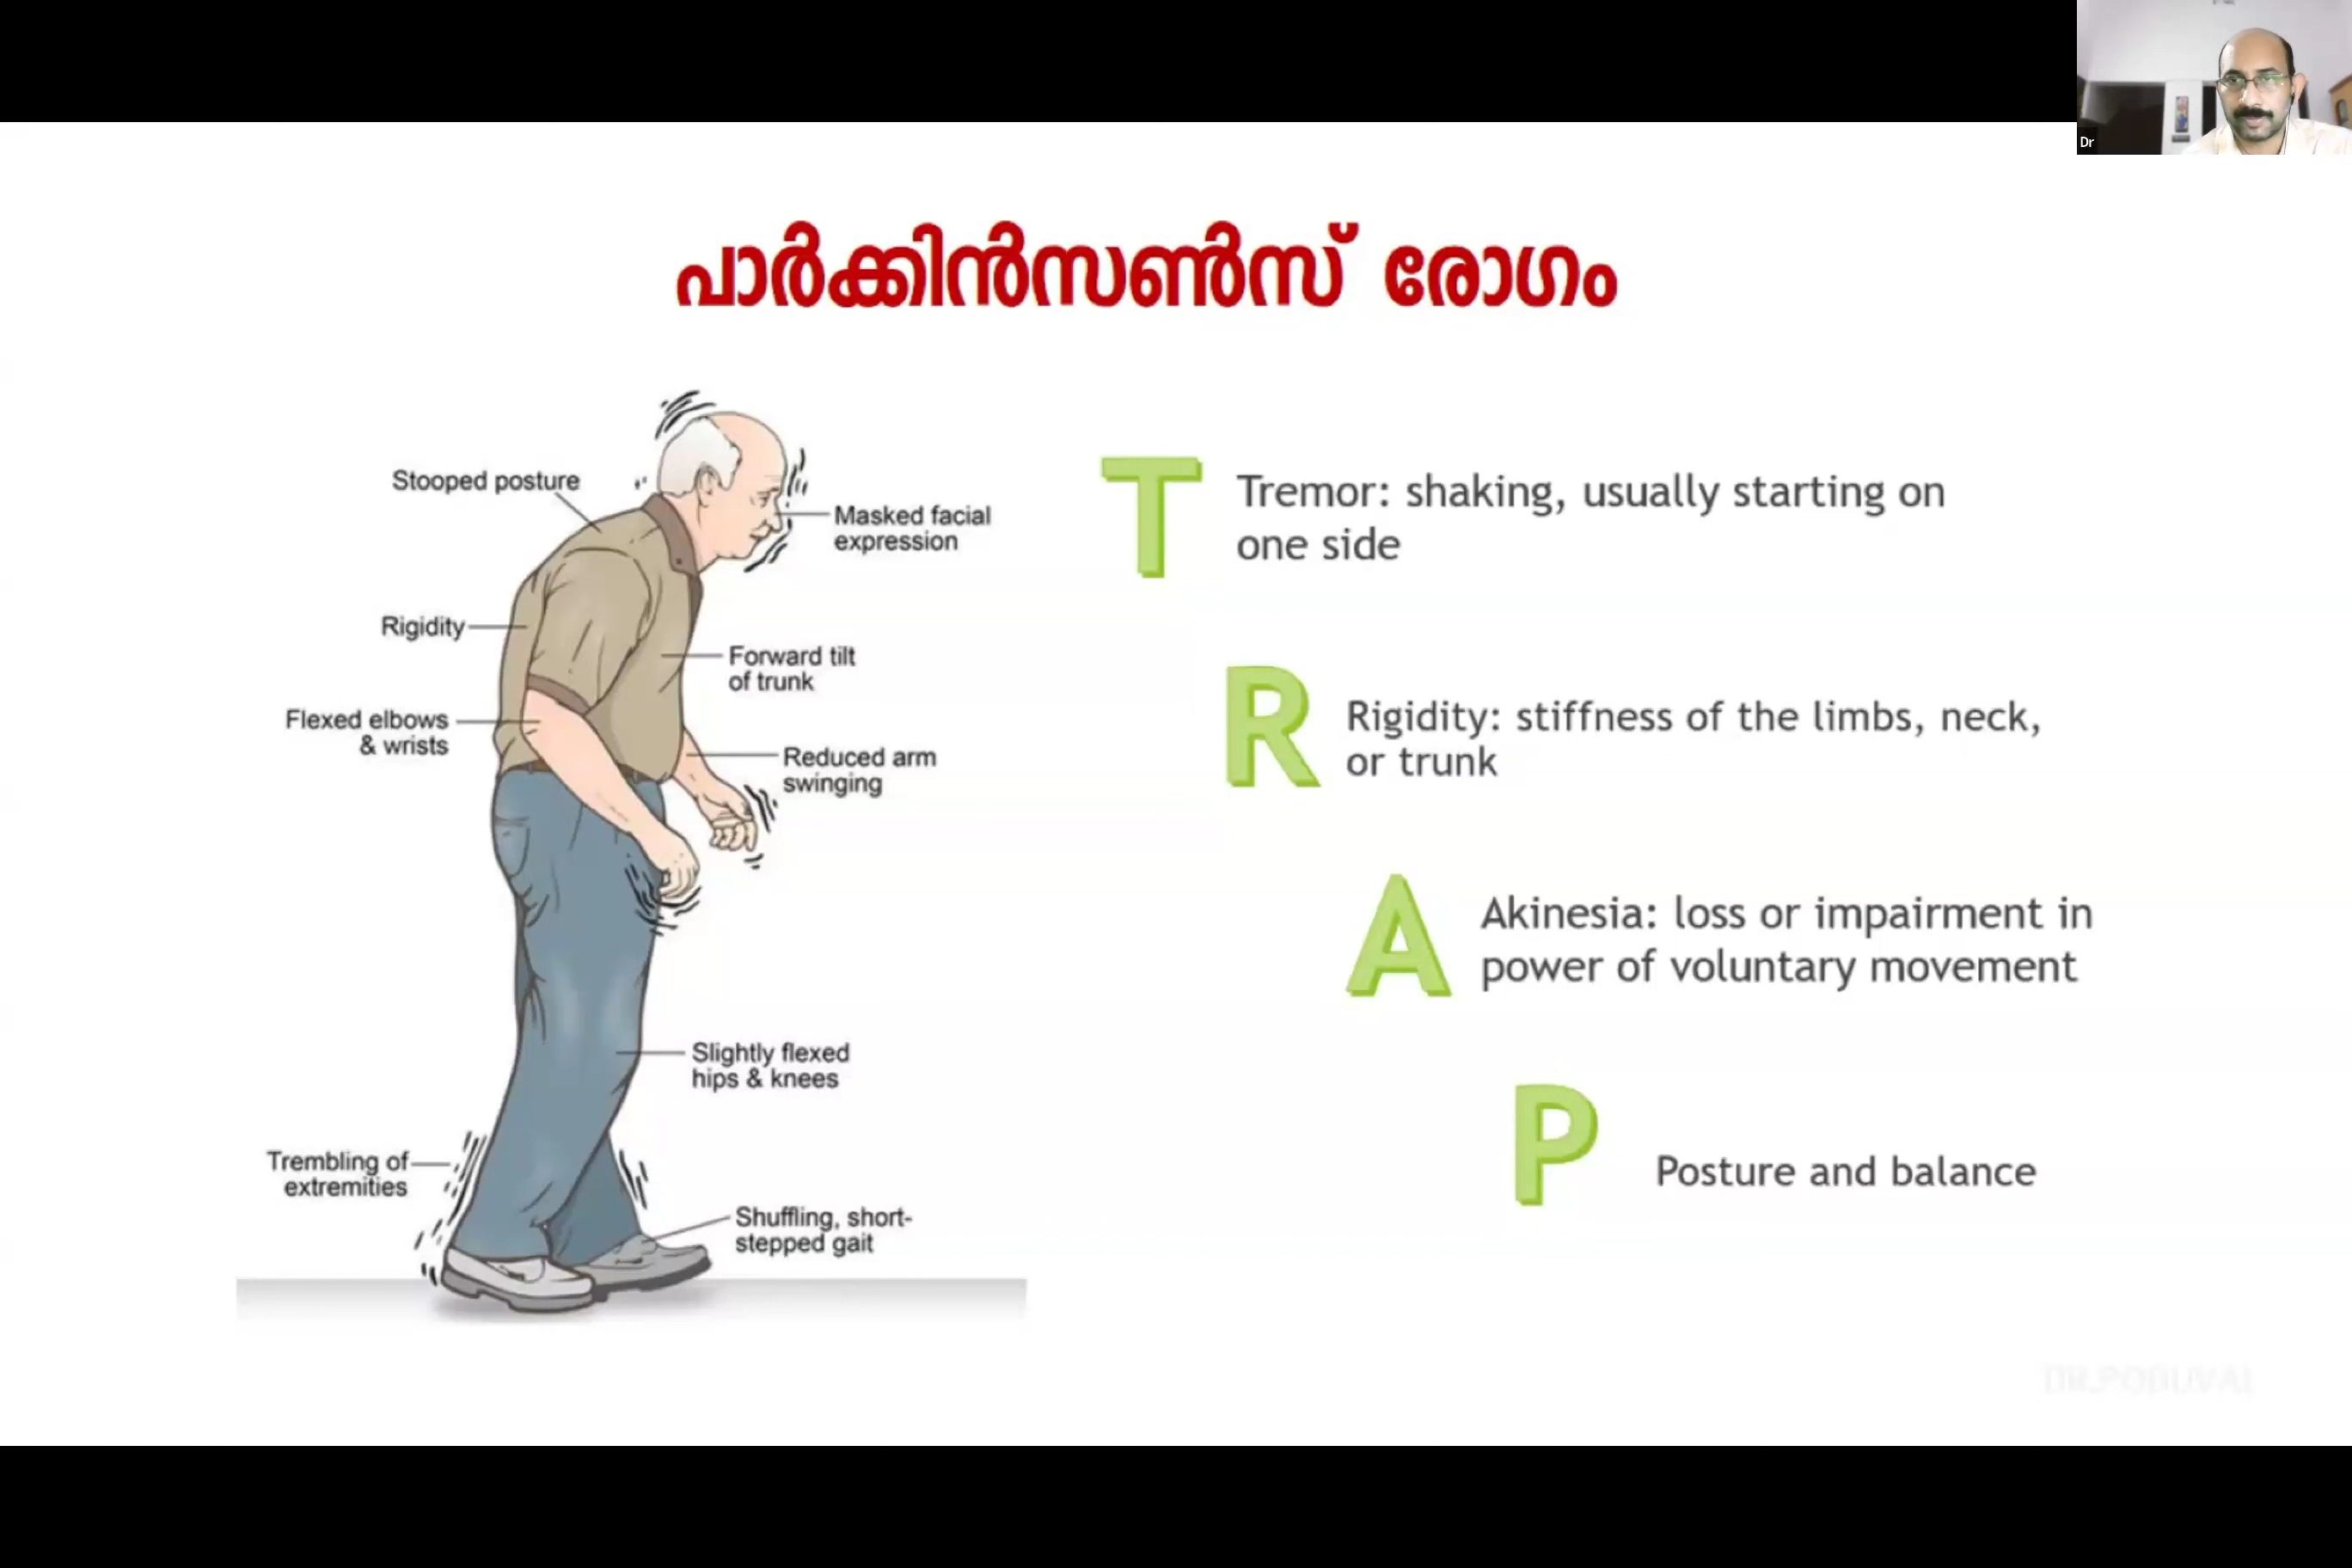 Dr
പാർക്കിൻസൺസ് രോഗം
Stooped posture
Masked facial
expression
Rigidity
Forward tilt
of trunk
Flexed elbows
& wrists
Reduced arm
swinging
Slightly flexed
hips & knees
Trembling of
extremities
Shuffling, short-
stepped gait
T
Tremor: shaking, usually starting on
one side
R
Rigidity: stiffness of the limbs, neck,
or trunk
A
Akinesia: loss or impairment in
power of voluntary movement
P
Posture and balance